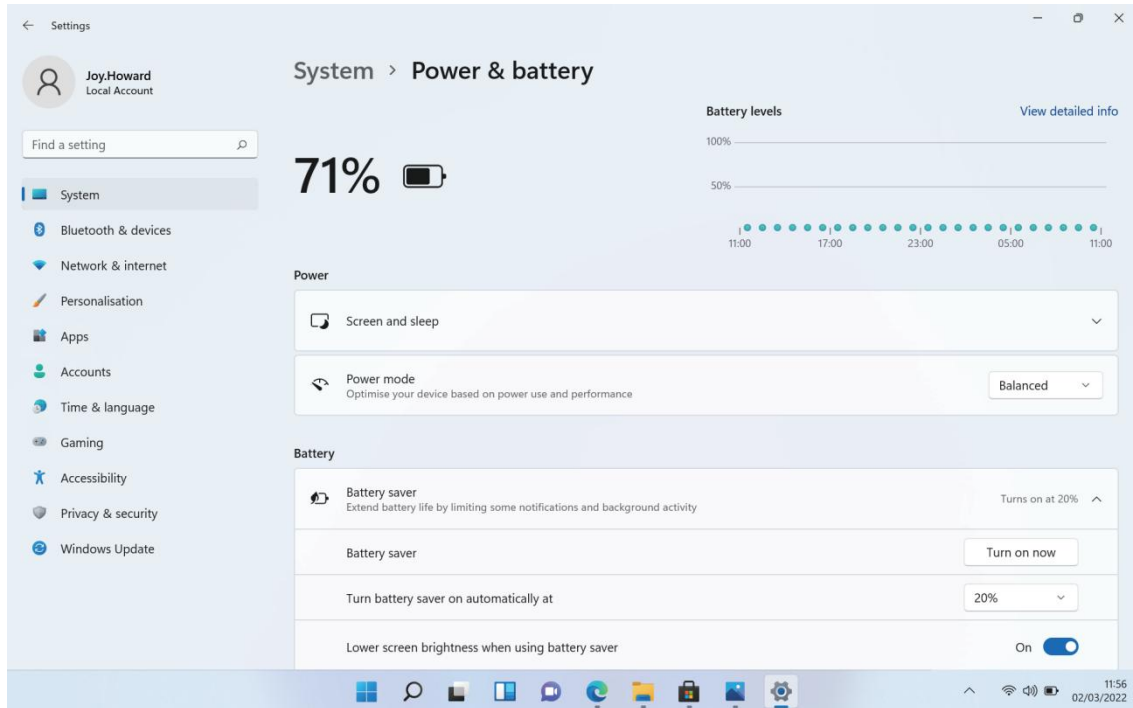 Settings
Joy.Howard
Local Account
Find a setting
System
Bluetooth & devices
Network & internet
Personalisation
Apps
Accounts
Time & language
Gaming
Accessibility
Privacy & security
Windows Update
System > Power & battery
71%
Battery levels
View detailed info
100%
50%
11:00 17:00 23:00 05:00 11:00
Power
Screen and sleep
Power mode
Optimise your device based on power use and performance
Balanced
Battery
Battery saver
Extend battery life by limiting some notifications and background activity
Turns on at 20%
Battery saver
Turn on now
Turn battery saver on automatically at
20%
Lower screen brightness when using battery saver
On
11:56
02/03/2022